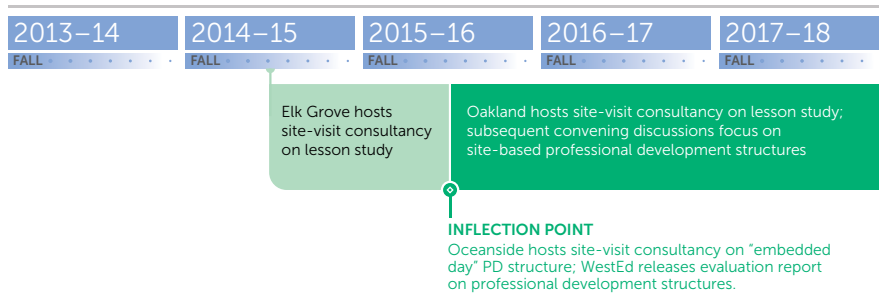 2013–14
2014–15
2015–16
2016–17
2017–18
FALL
FALL
FALL
FALL
FALL
Elk Grove hosts
site-visit consultancy
on lesson study
Oakland hosts site-visit consultancy on lesson study;
subsequent convening discussions focus on
site-based professional development structures
INFLECTION POINT
Oceanside hosts site-visit consultancy on “embedded
day” PD structure; WestEd releases evaluation report
on professional development structures.